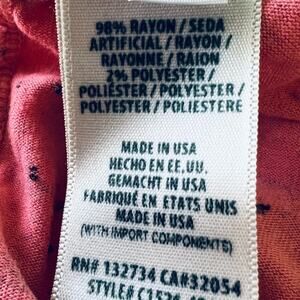 98% RAYON / SEDA
ARTIFICIAL / RAYON /
RAYONNE / RAION
2% POLYESTER /
POLIÉSTER / POLYESTER /
POLYESTER / POLIESTERE
MADE IN USA
HECHO EN EE.UU.
GEMACHT IN USA
FABRIQUÉ EN ETATS UNIS
MADE IN USA
(WITH IMPORT COMPONENTS)
RN# 132734 CA#32054
STYLE#